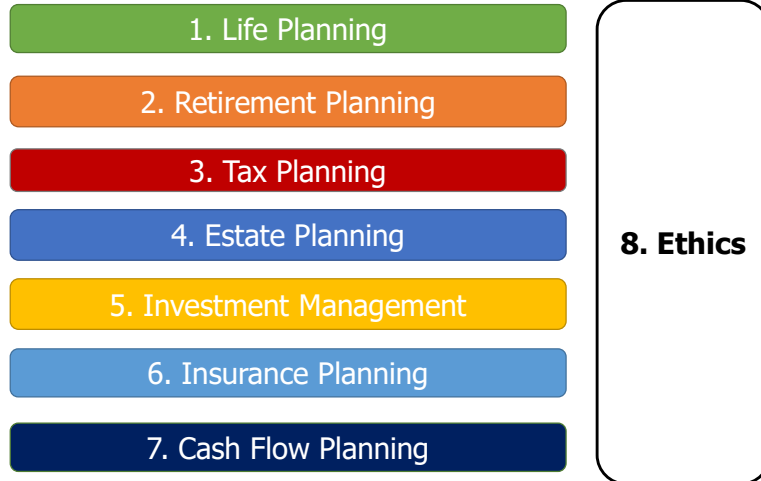 1. Life Planning
2. Retirement Planning
3. Tax Planning
4. Estate Planning
5. Investment Management
6. Insurance Planning
7. Cash Flow Planning
8. Ethics